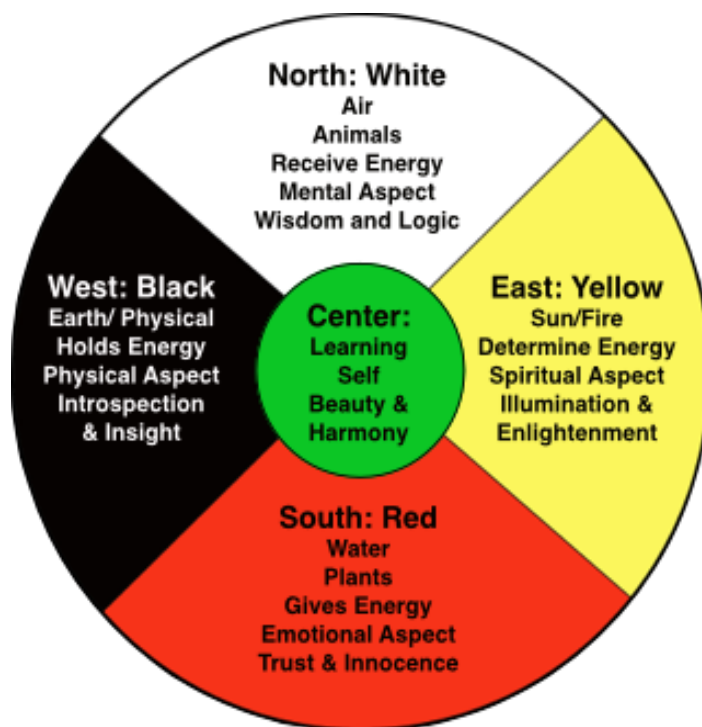 North: White
Air
Animals
Receive Energy
Mental Aspect
Wisdom and Logic
West: Black
Earth/ Physical
Holds Energy
Physical Aspect
Introspection
& Insight
Center:
Learning
Self
Beauty &
Harmony
East: Yellow
Sun/Fire
Determine Energy
Spiritual Aspect
Illumination &
Enlightenment
South: Red
Water
Plants
Gives Energy
Emotional Aspect
Trust & Innocence